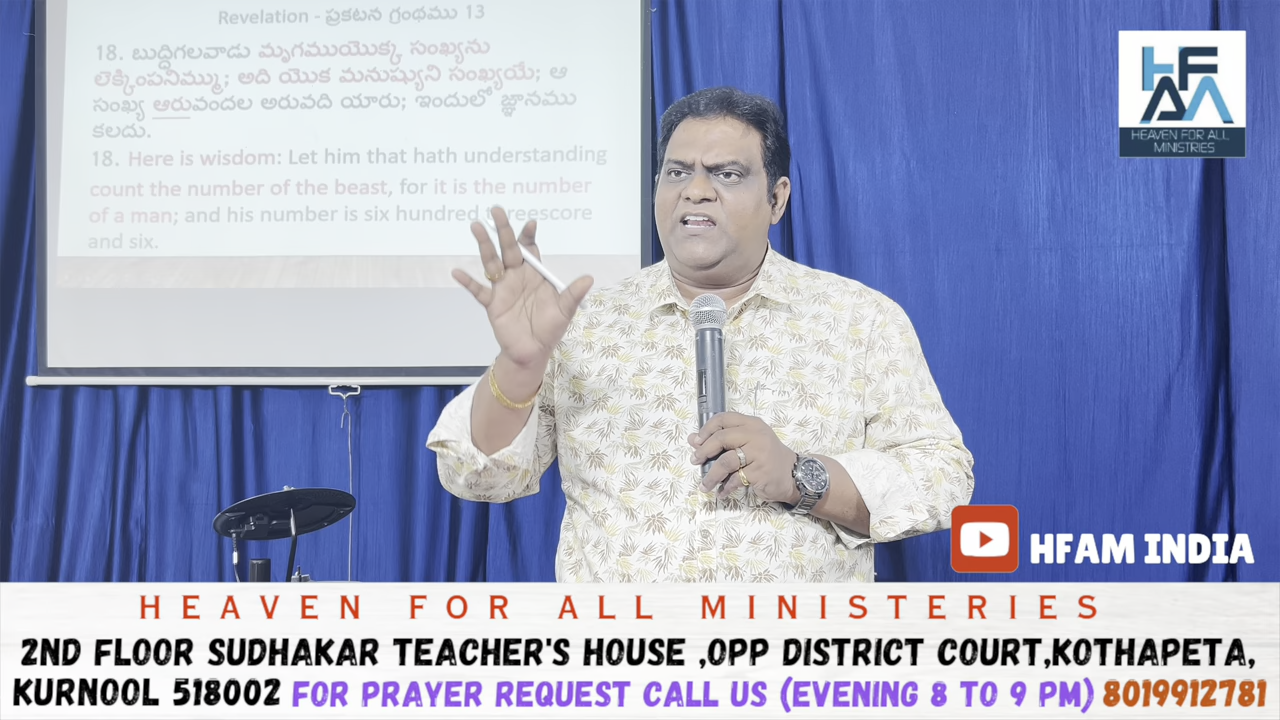 Revelation - ప్రకటన గ్రంథము 13
18. బుద్ధిగలవాడు మృగముయొక్క సంఖ్యను
లెక్కింపనిమ్ము; అది యొక మనుష్యుని సంఖ్యయే; ఆ
సంఖ్య ఆరువందల అరువది యారు; ఇందులో జ్ఞానము
కలదు.
18. Here is wisdom: Let him that hath understanding
count the number of the beast, for it is the number
of a man; and his number is six hundred threescore
and six.
HFAA
HEAVEN FOR ALL
MINISTRIES
HFAM INDIA
HEAVEN FOR ALL MINISTERIES
2ND FLOOR SUDHAKAR TEACHER'S HOUSE ,OPP DISTRICT COURT,KOTHAPETA,
KURNOOL 518002 FOR PRAYER REQUEST CALL US (EVENING 8 TO 9 PM) 8019912781